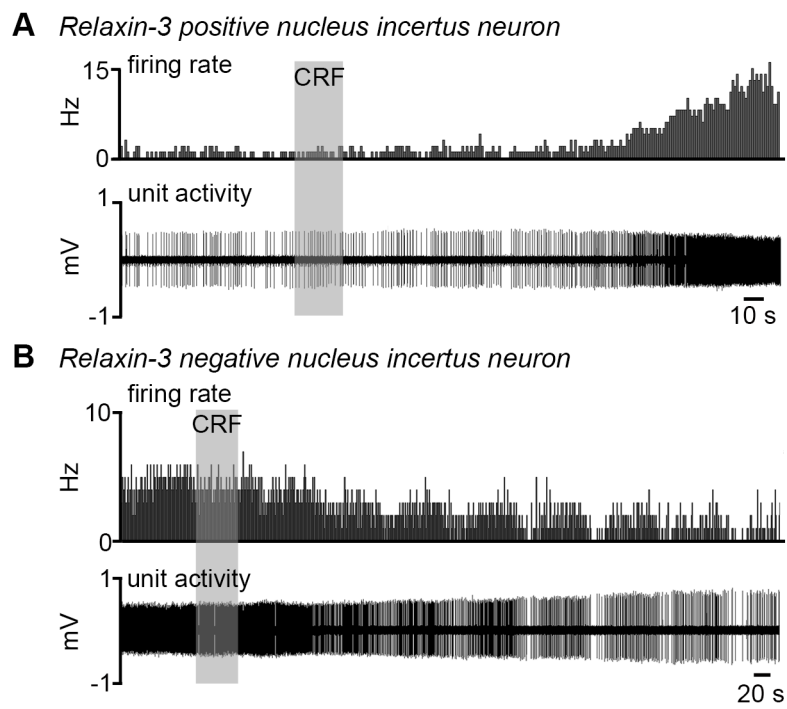 A Relaxin-3 positive nucleus incertus neuron
firing rate
CRF
15
Hz
0
unit activity
1
mV
-1
10 s
B Relaxin-3 negative nucleus incertus neuron
firing rate
10
CRF
Hz
0
unit activity
1
mV
-1
20 s